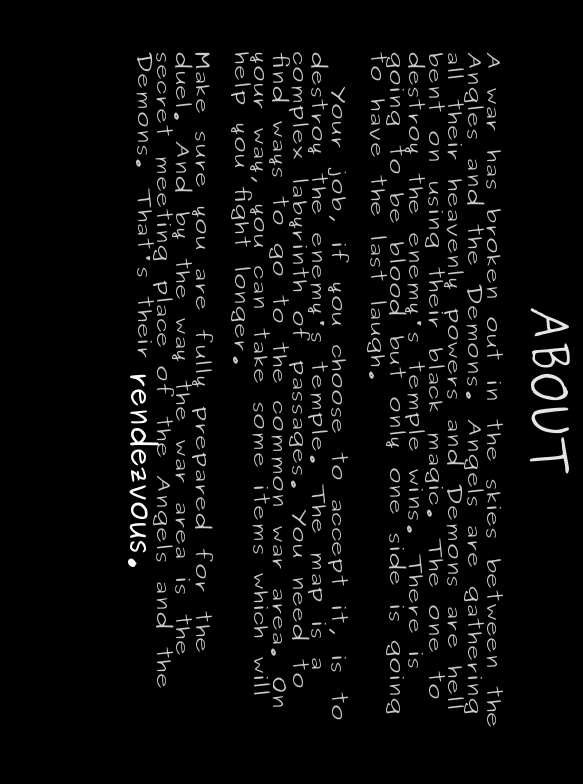 ABOUT
A war has broken out in the skies between the
Angles and the Demons. Angels are gathering
all their heavenly powers and Demons are hell
bent on using their black magic. The one to
destroy the enemy's temple wins. There is
going to be blood but only one side is going
to have the last laugh.
Your job, if you choose to accept it, is to
destroy the enemy's temple. The map is a
complex labyrinth of passages. You need to
find ways to go to the common war area. On
your way, you can take some items which will
help you fight longer.
Make sure you are fully prepared for the
duel. And by the way the war area is the
secret meeting place of the Angels and the
Demons. That's their rendezvous.